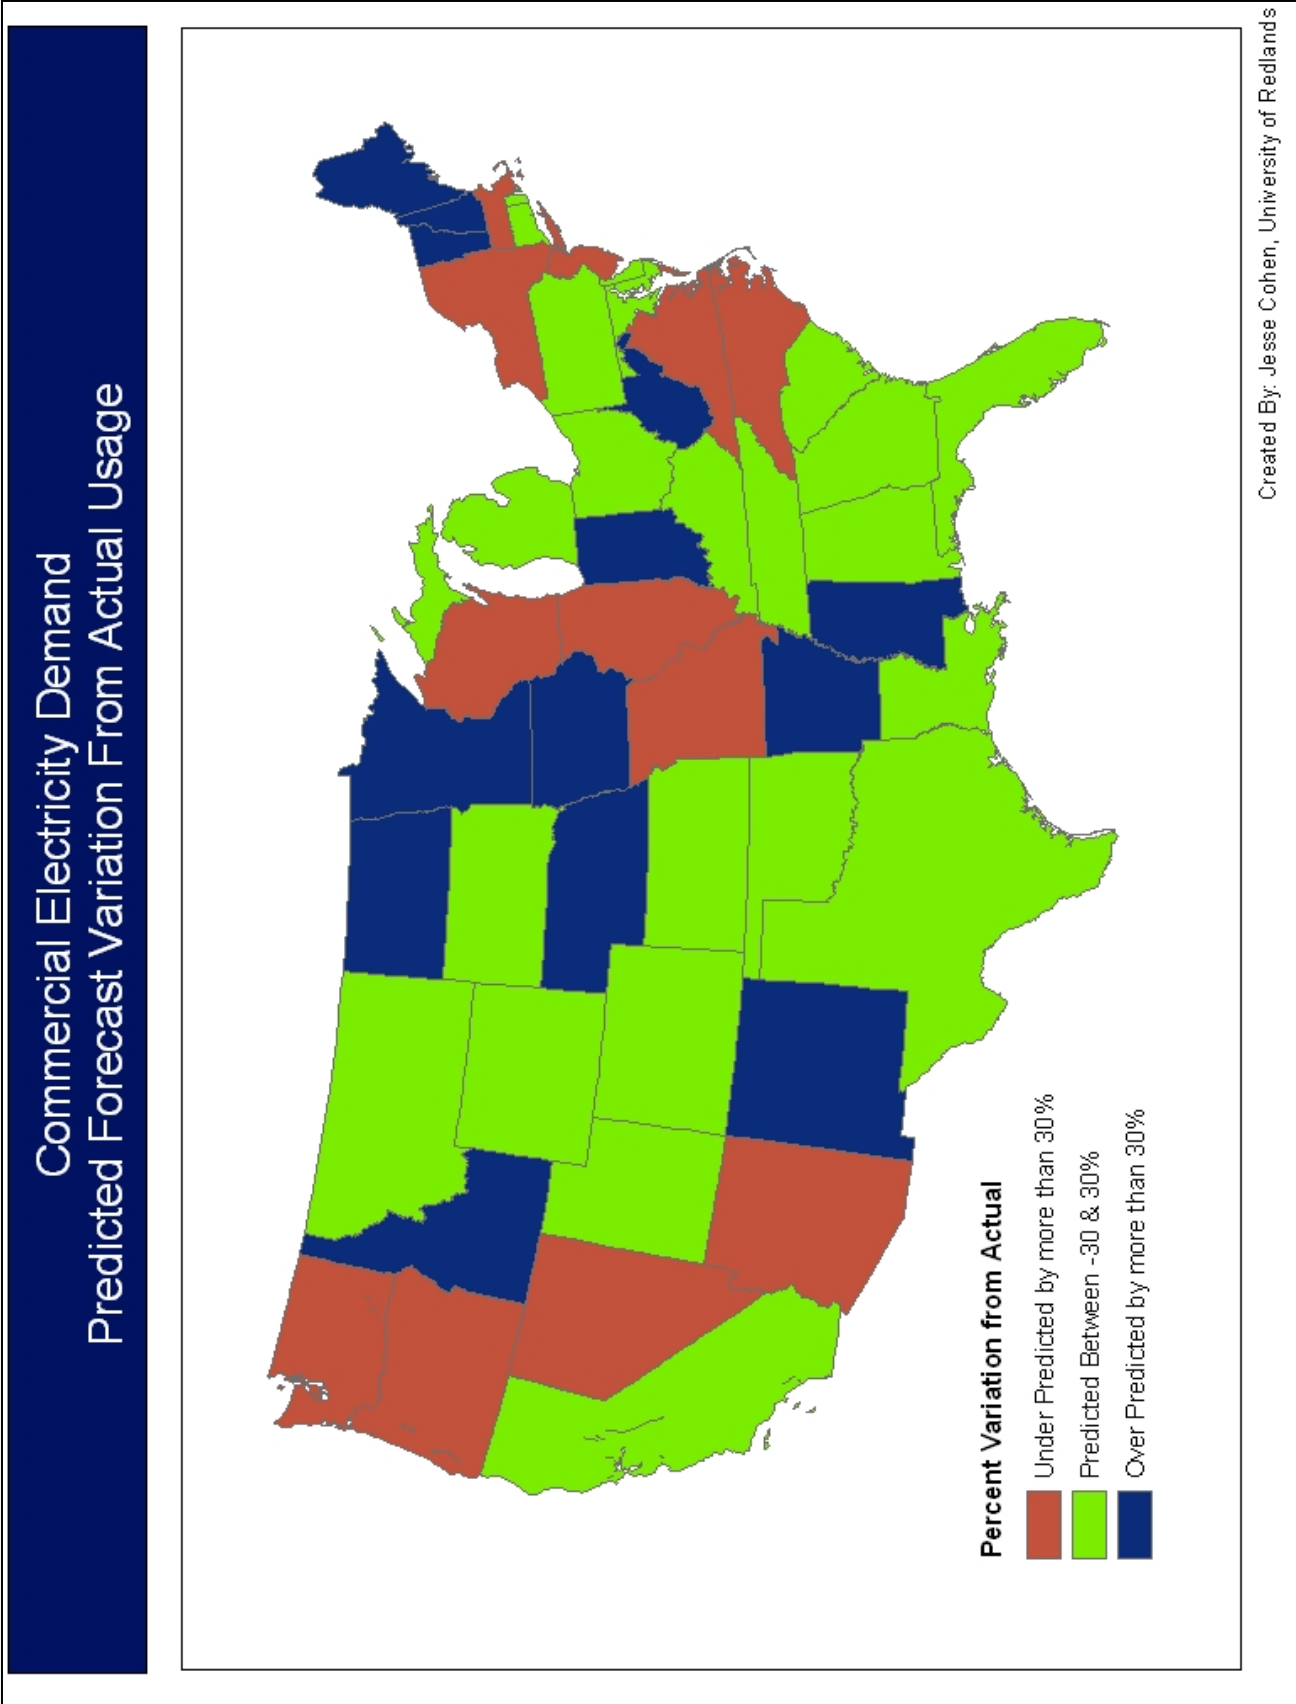 Commercial Electricity Demand
Predicted Forecast Variation From Actual Usage
Percent Variation from Actual
Under Predicted by more than 30%
Predicted Between -30 & 30%
Over Predicted by more than 30%
Created By: Jesse Cohen, University of Redlands